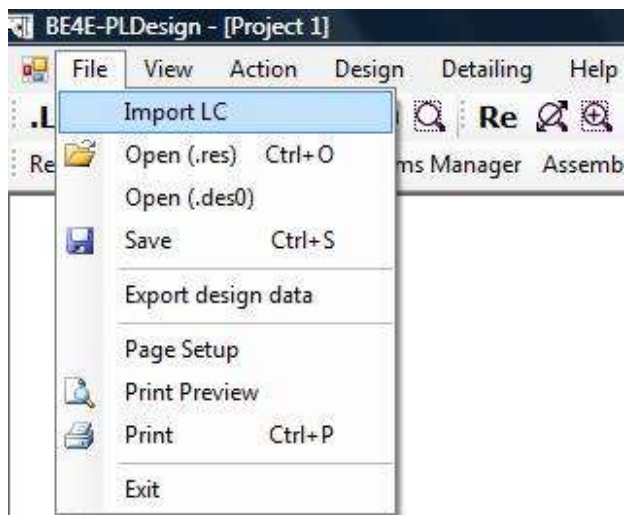 BE4E-PLDesign - [Project 1]
File View Action Design Detailing Help
.L Re
Re ms Manager Assemb
Import LC
Open (.res) Ctrl+O
Open (.des0)
Save Ctrl+S
Export design data
Page Setup
Print Preview
Print Ctrl+P
Exit